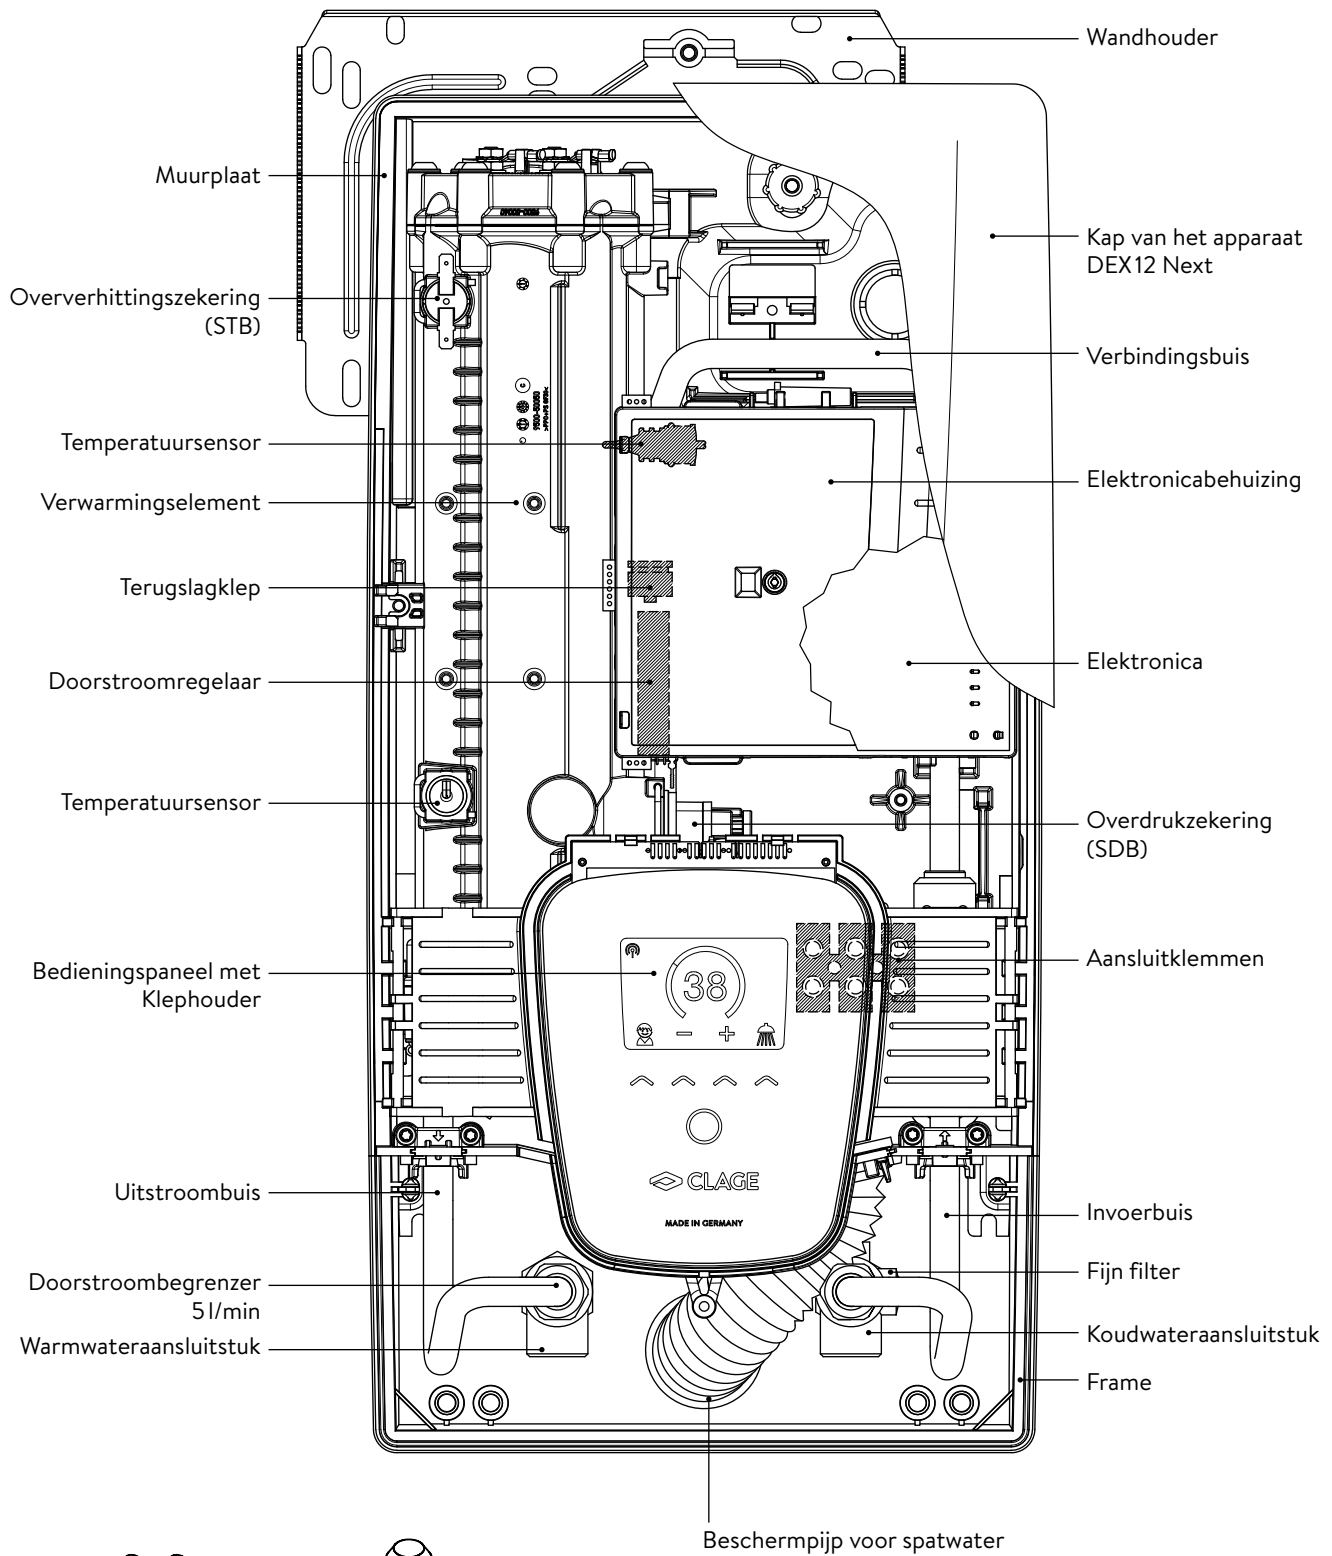 Wandhouder
Muurplaat
Kap van het apparaat
DEX12 Next
Oververhittingszekering
(STB)
Verbindingsbuis
Temperatuursensor
Elektronicabehuizing
Verwarmingselement
Terugslagklep
Elektronica
Doorstroomregelaar
Temperatuursensor
Overdrukzekering
(SDB)
Bedieningspaneel met
Klephouder
38
Aansluitklemmen
CLAGE
MADE IN GERMANY
Uitstroombuis
Invoerbuis
Doorstroombegrenzer
5 l/min
Fijn filter
Warmwateraansluitstuk
Koudwateraansluitstuk
Frame
Beschermpijp voor spatwater